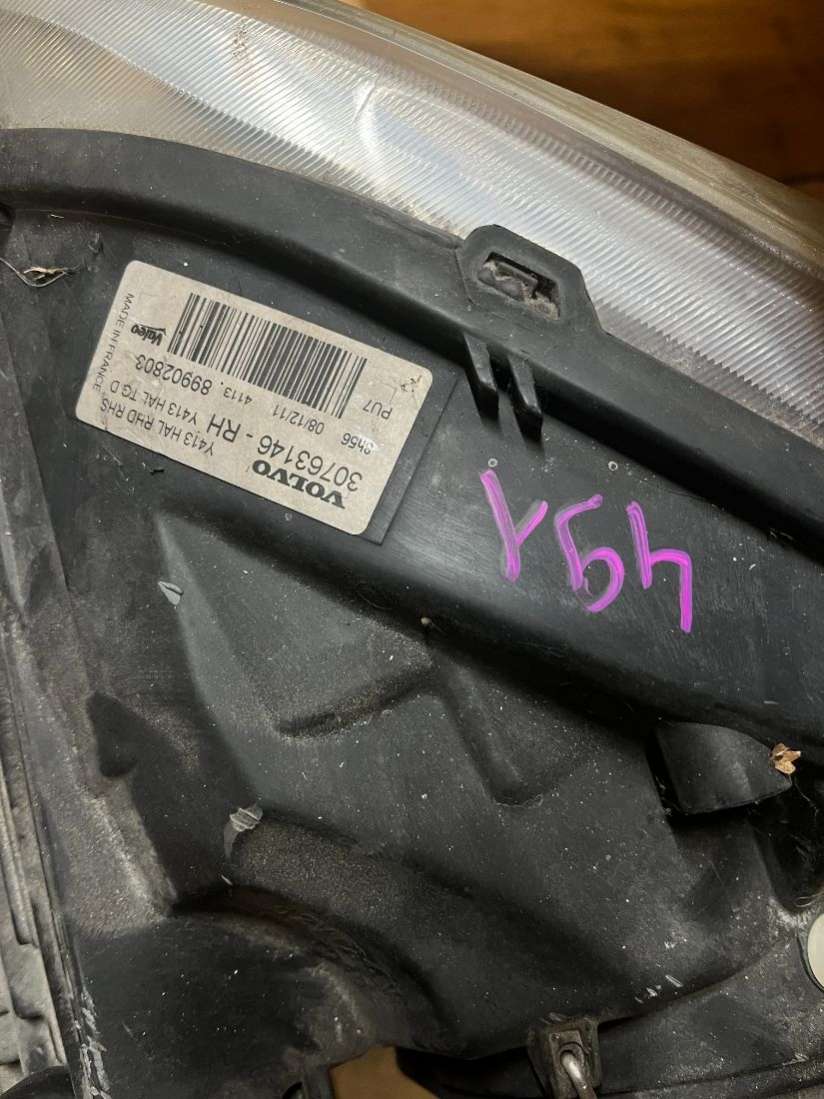 VOLVO Y413 HAL RHD RHS
30763146 - RH Y413 HAL TG D
8h56 08/12/11 4113. 89902803
PU7 Valeo
MADE IN FRANCE
Y54